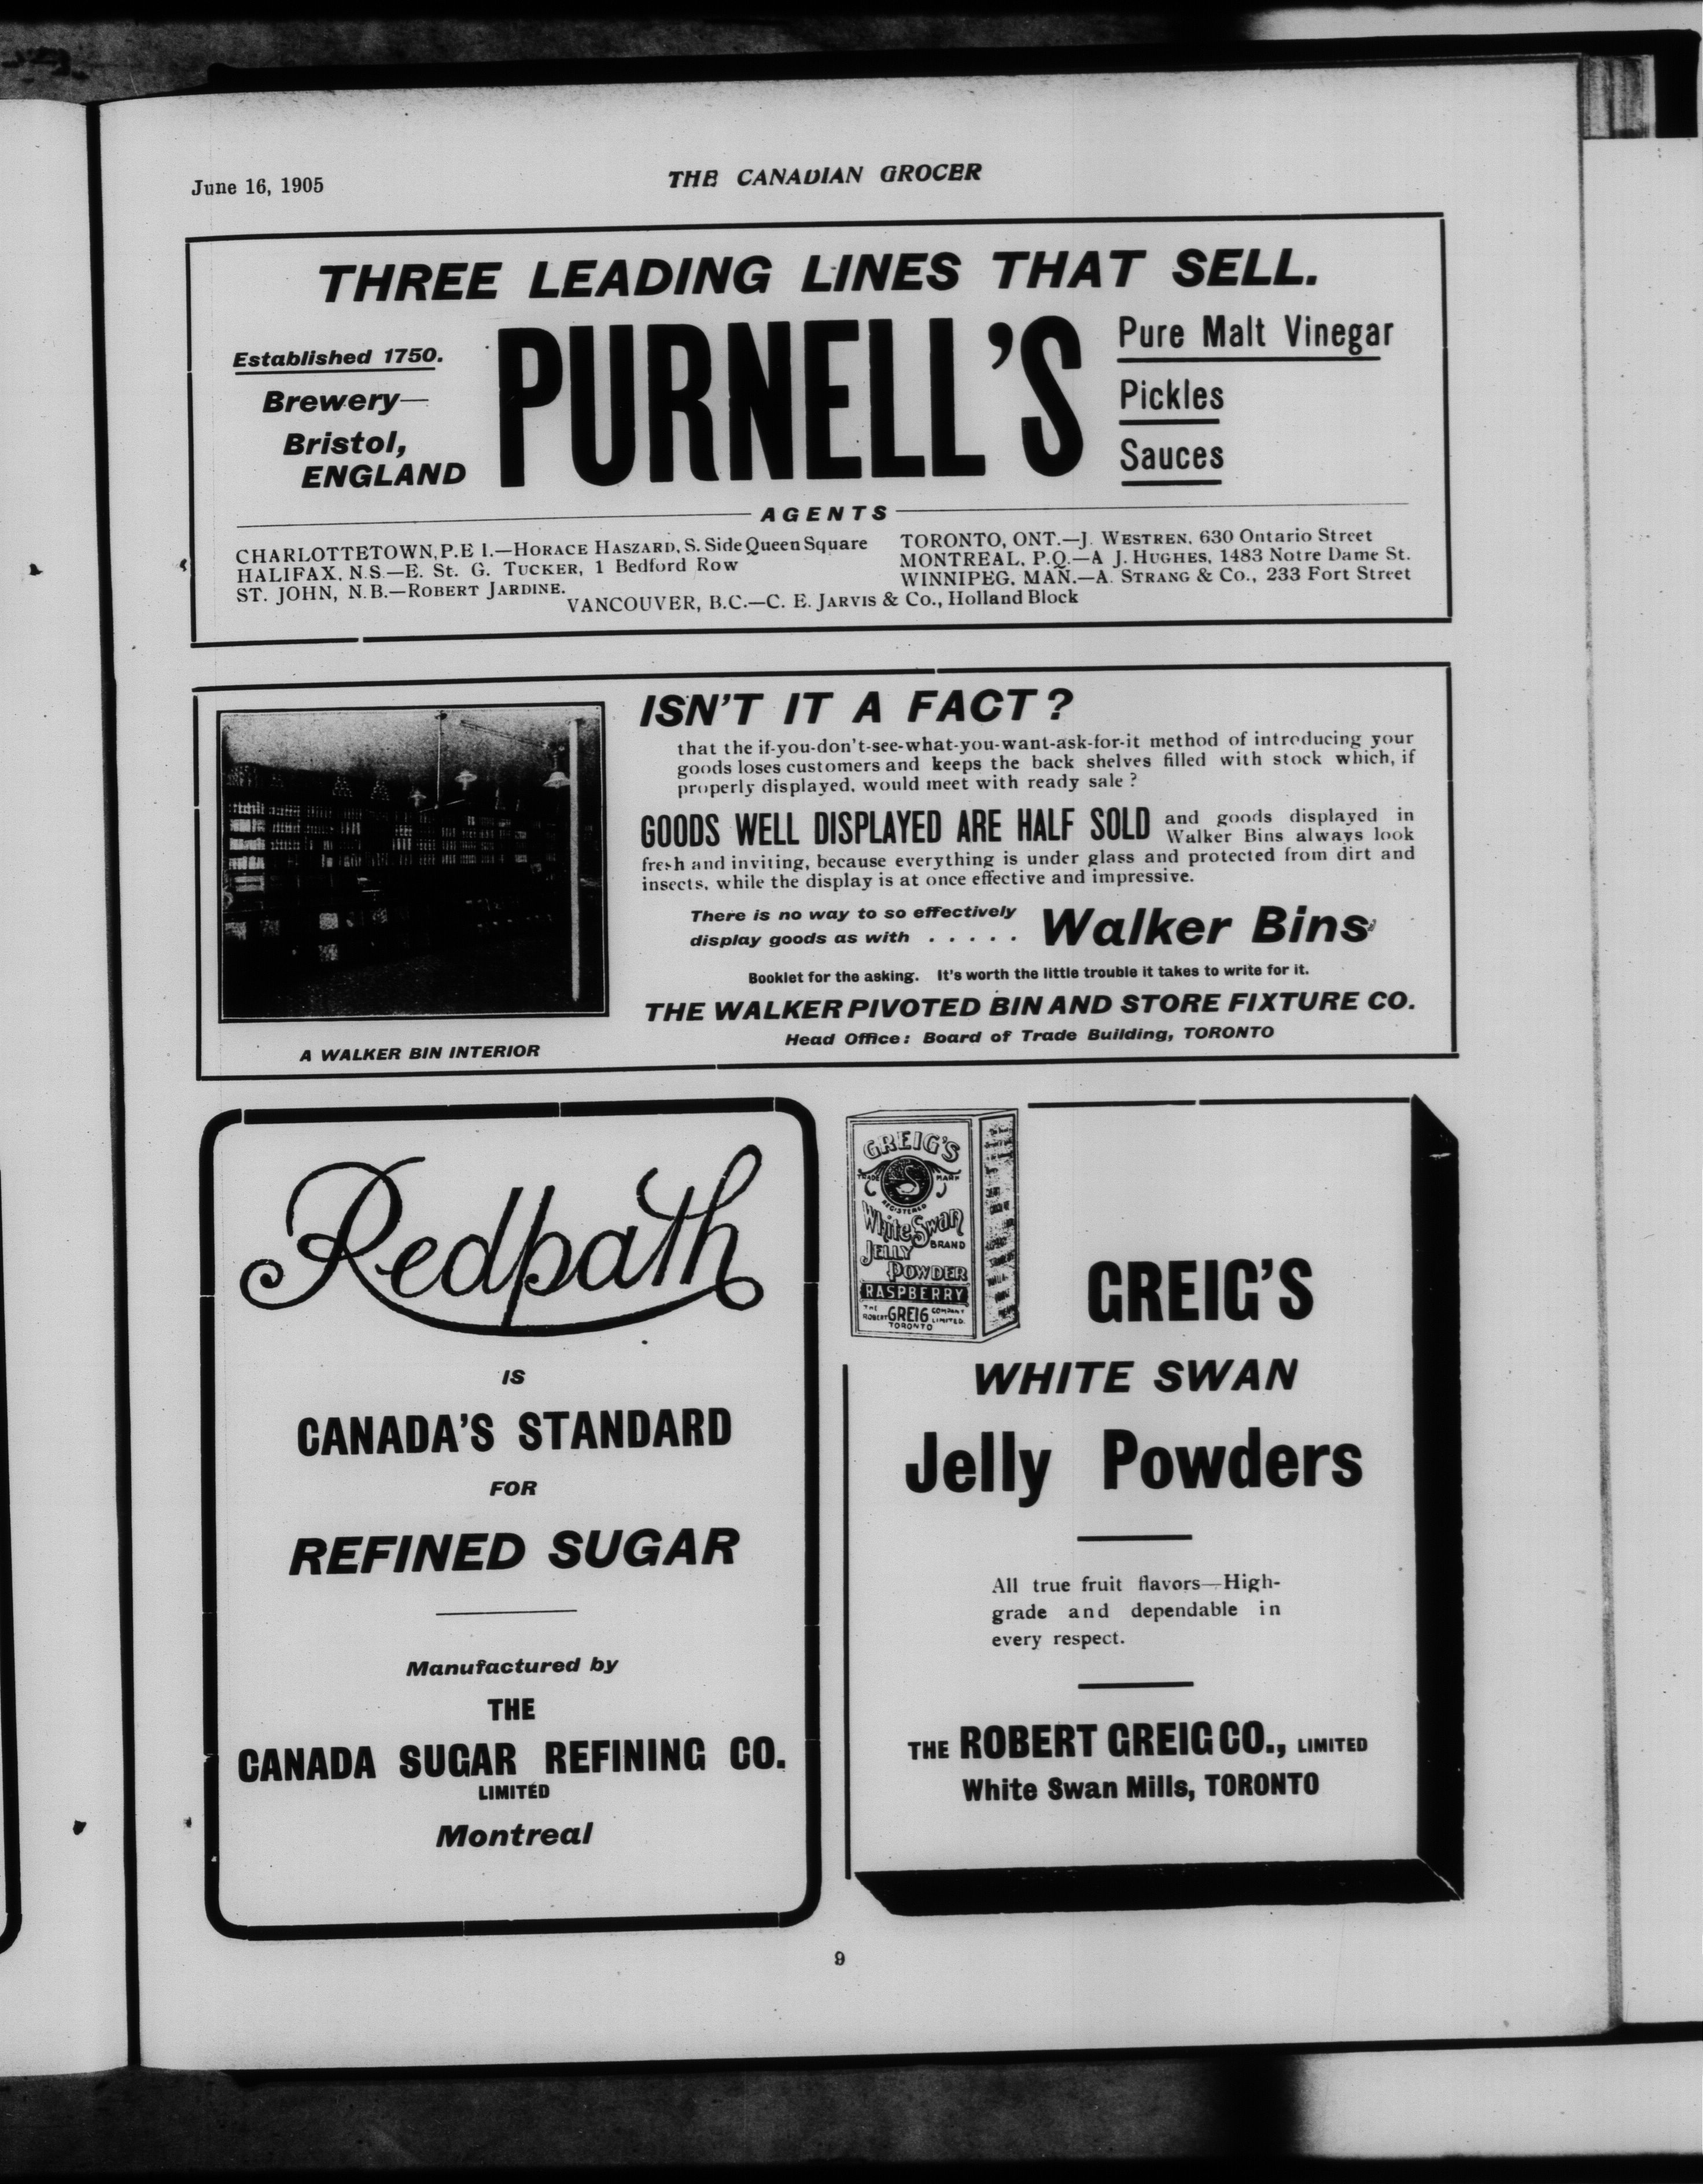 June 16, 1905
THE CANADIAN GROCER
THREE LEADING LINES THAT SELL.
Established 1750.
Brewery—
Bristol,
ENGLAND
PURNELL'S
Pure Malt Vinegar
Pickles
Sauces
AGENTS
CHARLOTTETOWN, P.E I.—HORACE HASZARD, S. Side Queen Square
HALIFAX, N.S.—E. St. G. TUCKER, 1 Bedford Row
ST. JOHN, N.B.—ROBERT JARDINE.
TORONTO, ONT.—J. WESTREN, 630 Ontario Street
MONTREAL, P.Q.—A J. HUGHES, 1483 Notre Dame St.
WINNIPEG, MAN.—A. STRANG & Co., 233 Fort Street
VANCOUVER, B.C.—C. E. JARVIS & Co., Holland Block
ISN'T IT A FACT?
that the if-you-don't-see-what-you-want-ask-for-it method of introducing your
goods loses customers and keeps the back shelves filled with stock which, if
properly displayed, would meet with ready sale?
GOODS WELL DISPLAYED ARE HALF SOLD and goods displayed in
Walker Bins always look
fresh and inviting, because everything is under glass and protected from dirt and
insects, while the display is at once effective and impressive.
There is no way to so effectively
display goods as with . . . . .
Walker Bins
Booklet for the asking. It's worth the little trouble it takes to write for it.
THE WALKER PIVOTED BIN AND STORE FIXTURE CO.
Head Office: Board of Trade Building, TORONTO
A WALKER BIN INTERIOR
Redpath
IS
CANADA'S STANDARD
FOR
REFINED SUGAR
Manufactured by
THE
CANADA SUGAR REFINING CO.
LIMITED
Montreal
GREIG'S
TRADE MARK
REGISTERED
White Swan
BRAND
JELLY
POWDER
RASPBERRY
THE ROBERT GREIG COMPANY LIMITED.
TORONTO
GREIG'S
WHITE SWAN
Jelly Powders
All true fruit flavors—High-
grade and dependable in
every respect.
THE ROBERT GREIG CO., LIMITED
White Swan Mills, TORONTO
9